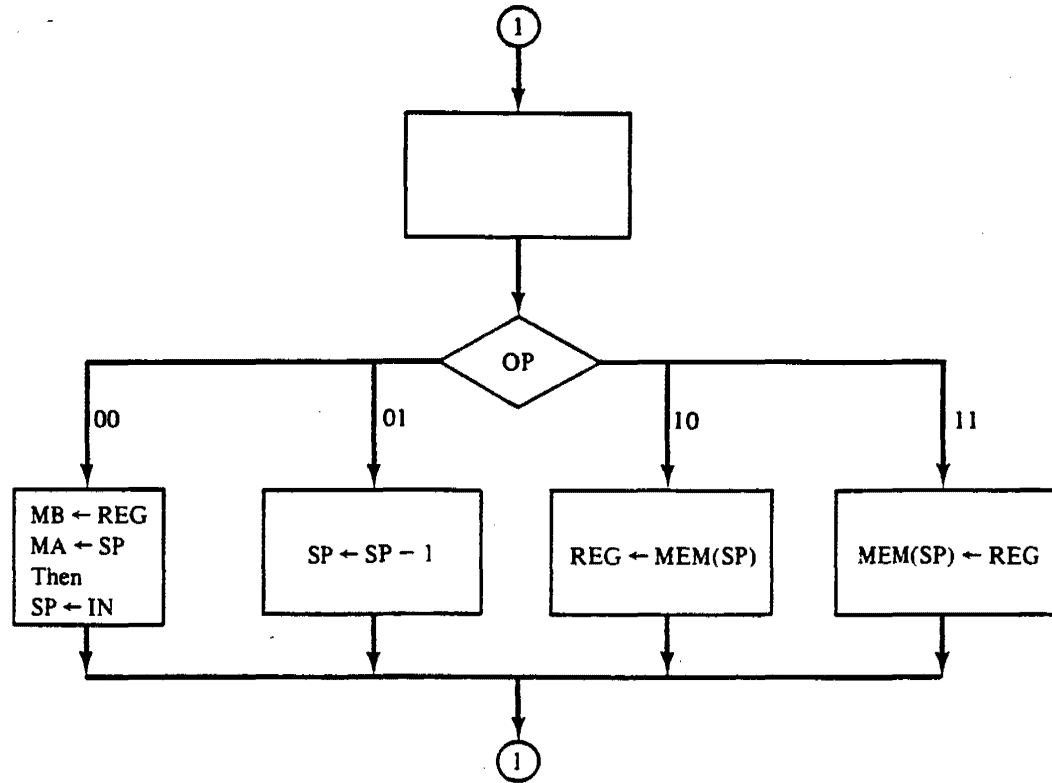 1
OP
00
01
10
11
MB ← REG
MA ← SP
Then
SP ← IN
SP ← SP − 1
REG ← MEM(SP)
MEM(SP) ← REG
1